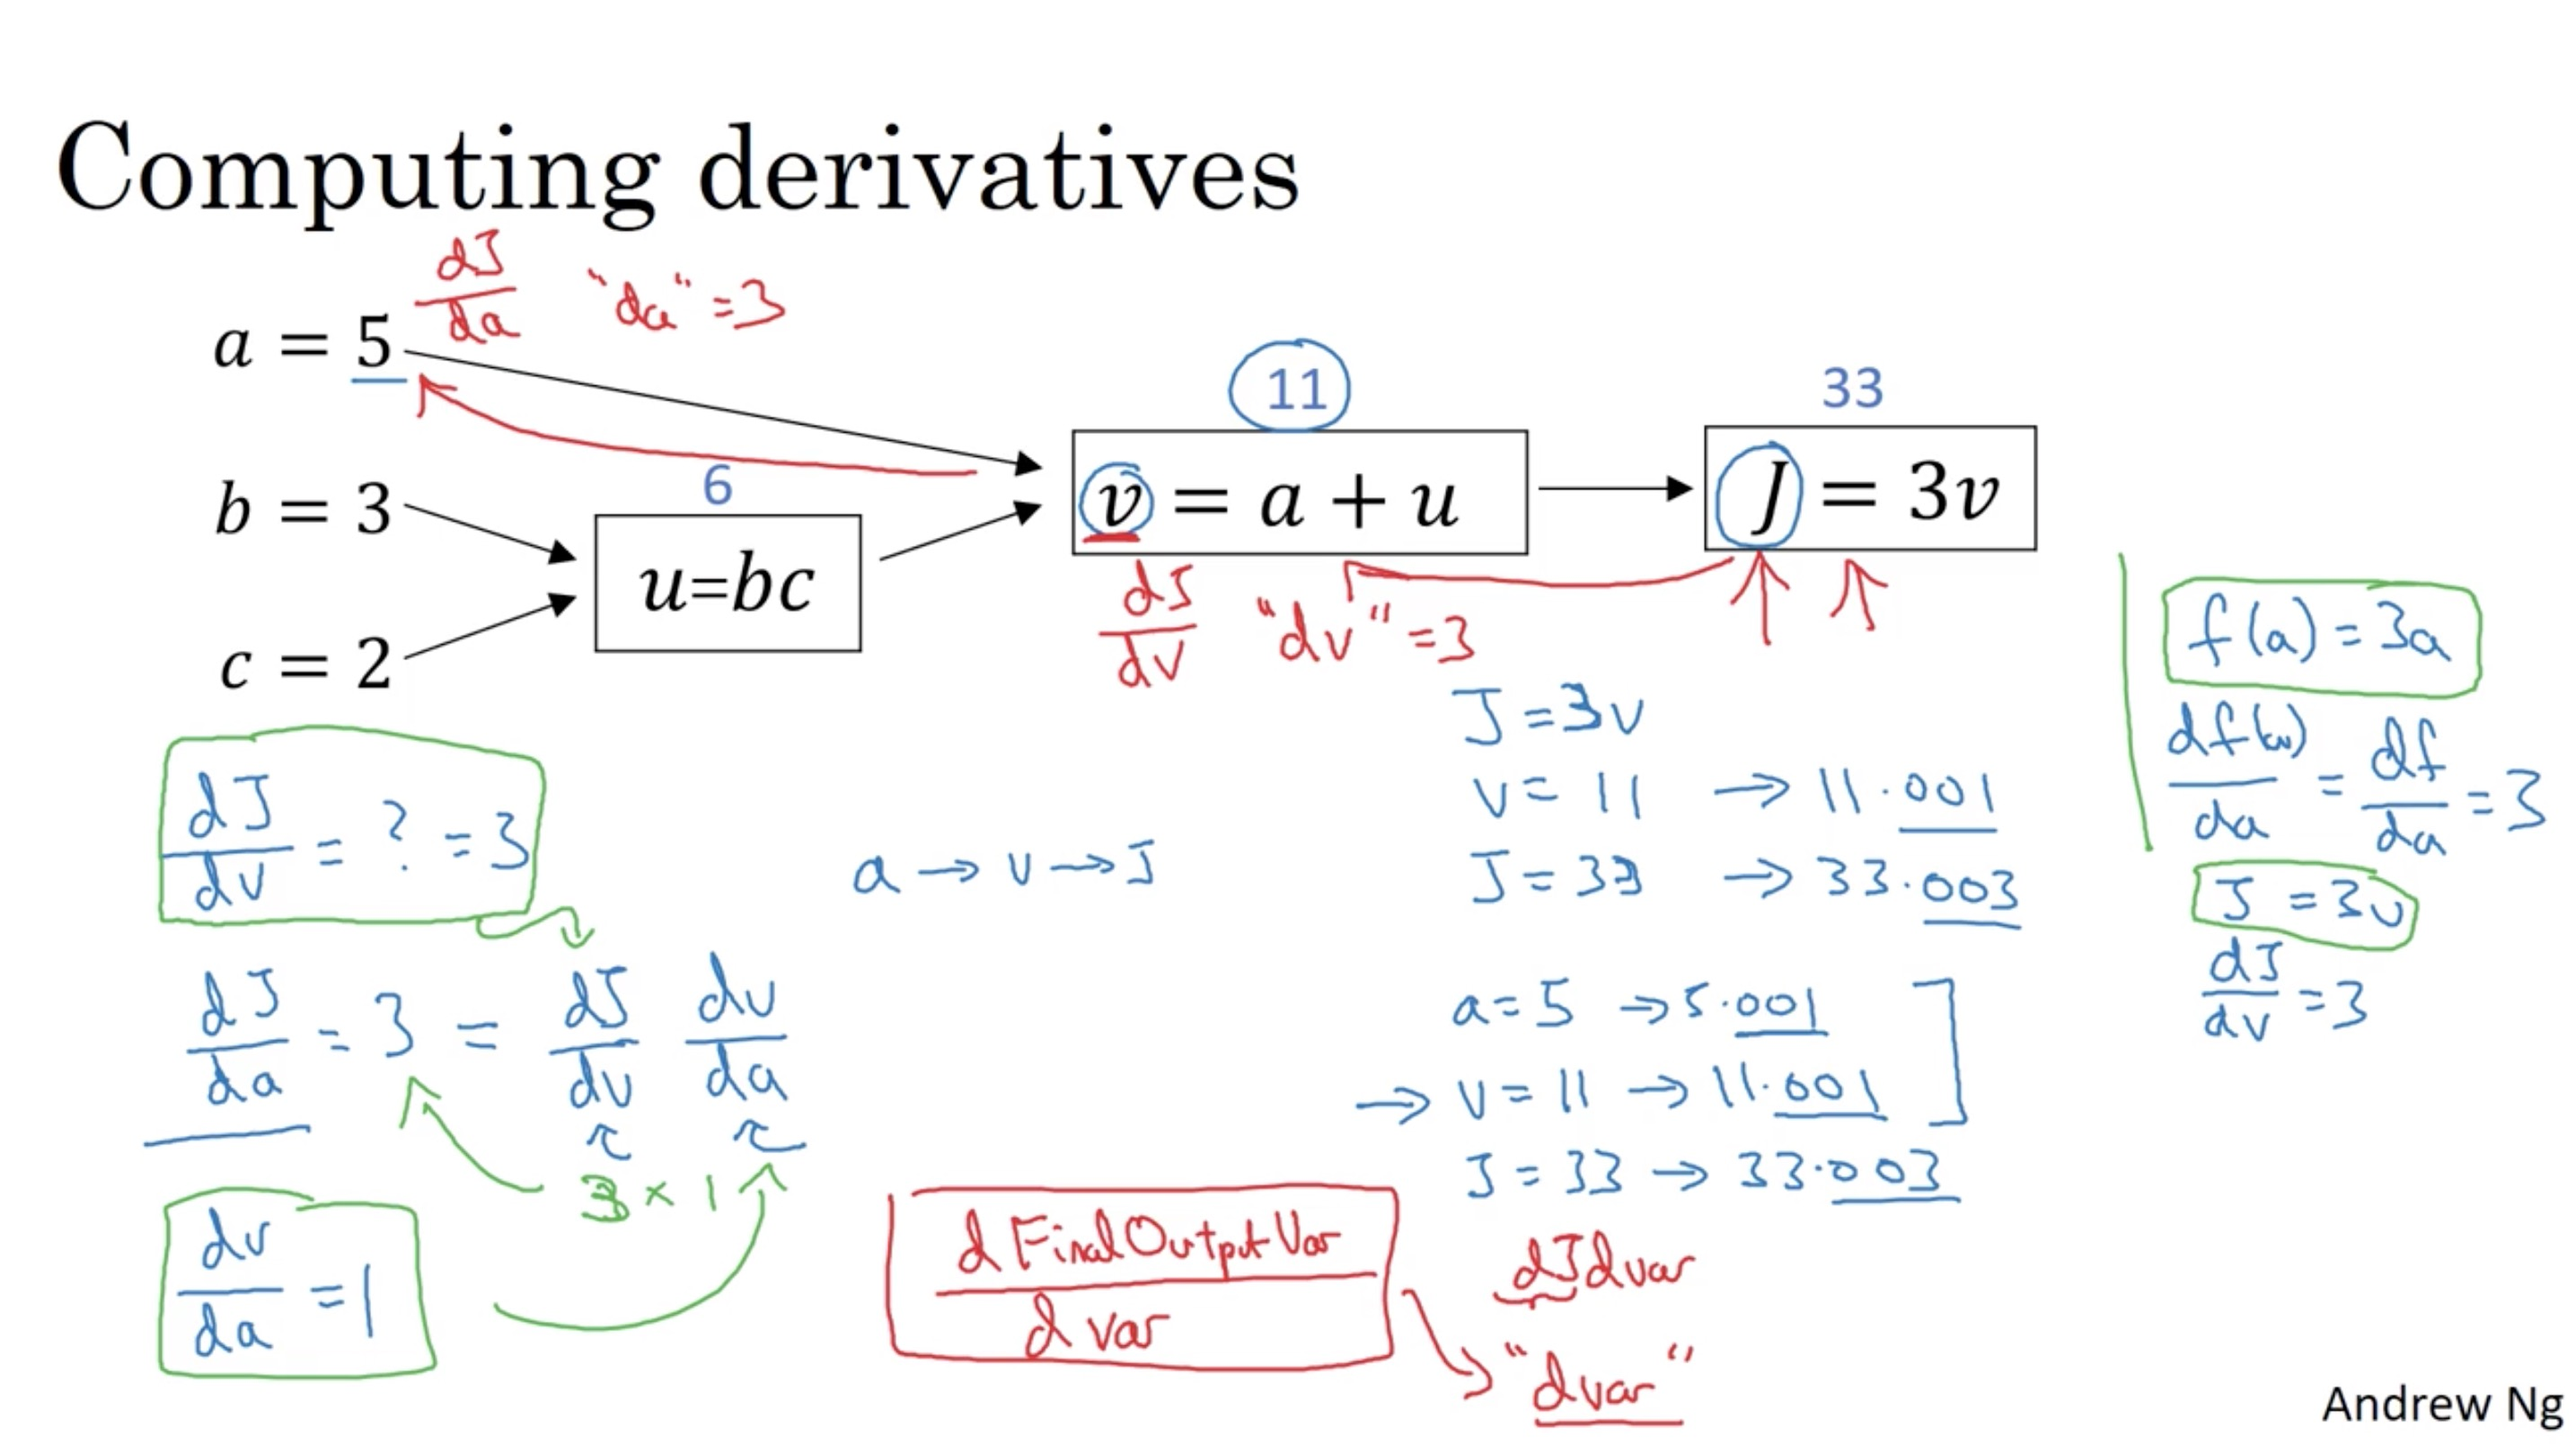 Computing derivatives
dJ/da "da" = 3
a = 5
11
33
b = 3
6
v = a + u
J = 3v
u=bc
c = 2
dJ/dv "dv" = 3
f(a) = 3a
J = 3v
df(a)/da = df/da = 3
v = 11 → 11.001
dJ/dv = ? = 3
a → v → J
J = 33 → 33.003
J = 3v
dJ/dv = 3
dJ/da = 3 = dJ/dv dv/da
a = 5 → 5.001
→ v = 11 → 11.001
3 × 1
J = 33 → 33.003
dv/da = 1
d FinalOutputVar / d var
dJdvar
"dvar"
Andrew Ng